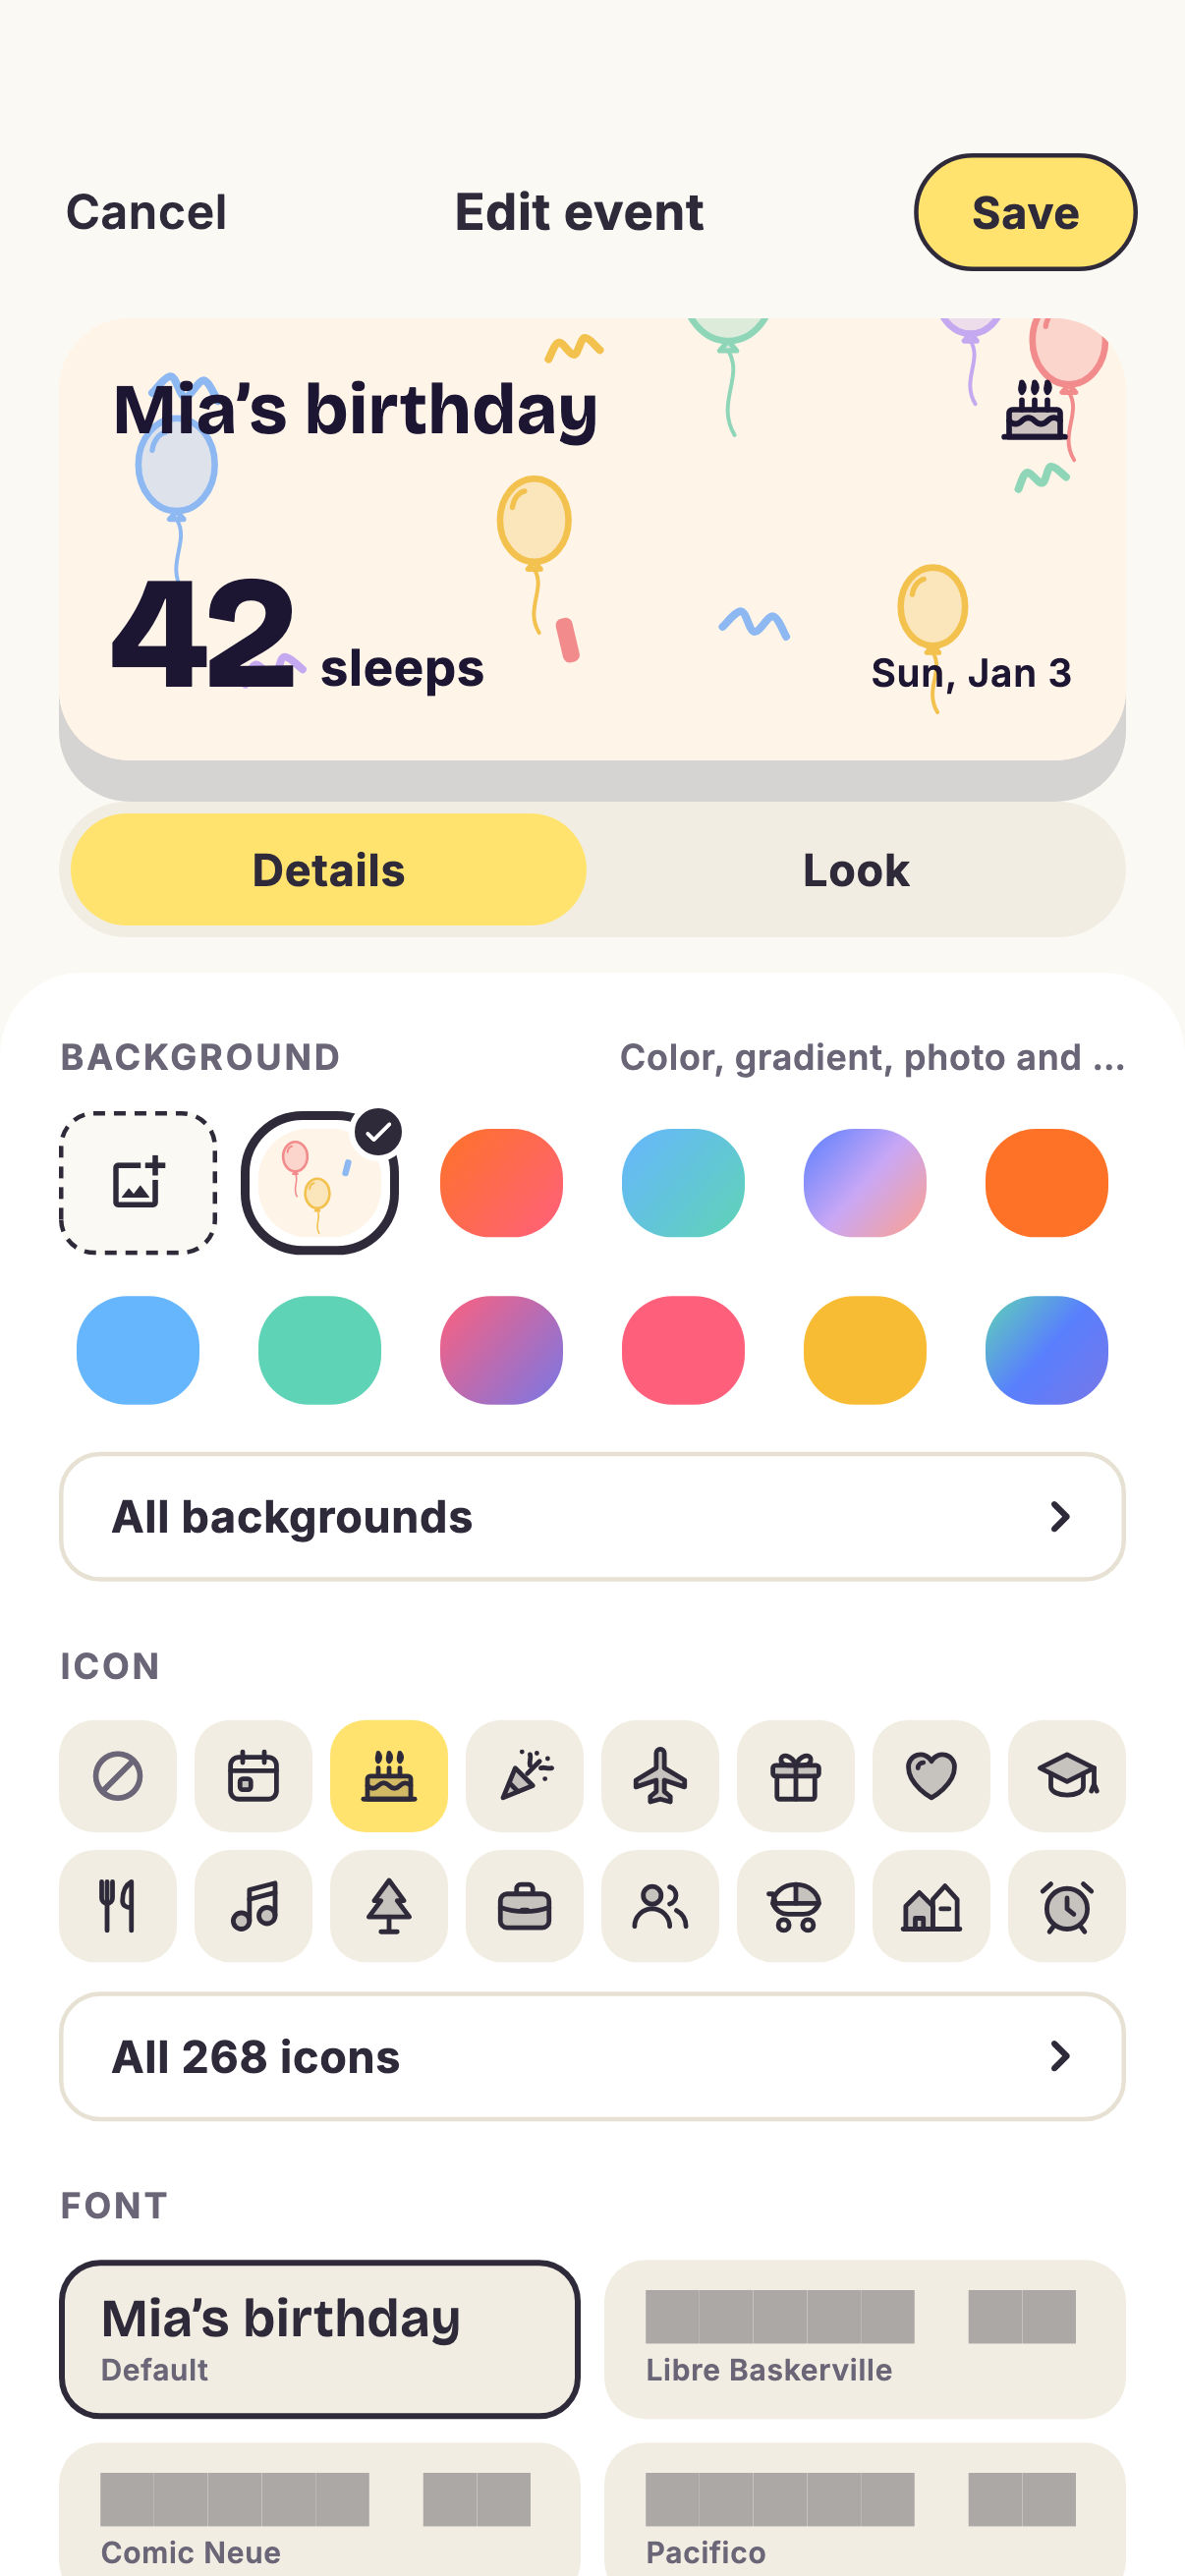 Cancel
Edit event
Save
Mia’s birthday
42 sleeps
Sun, Jan 3
Details
Look
BACKGROUND
Color, gradient, photo and ...
All backgrounds
ICON
All 268 icons
FONT
Mia’s birthday
Default
Libre Baskerville
Comic Neue
Pacifico